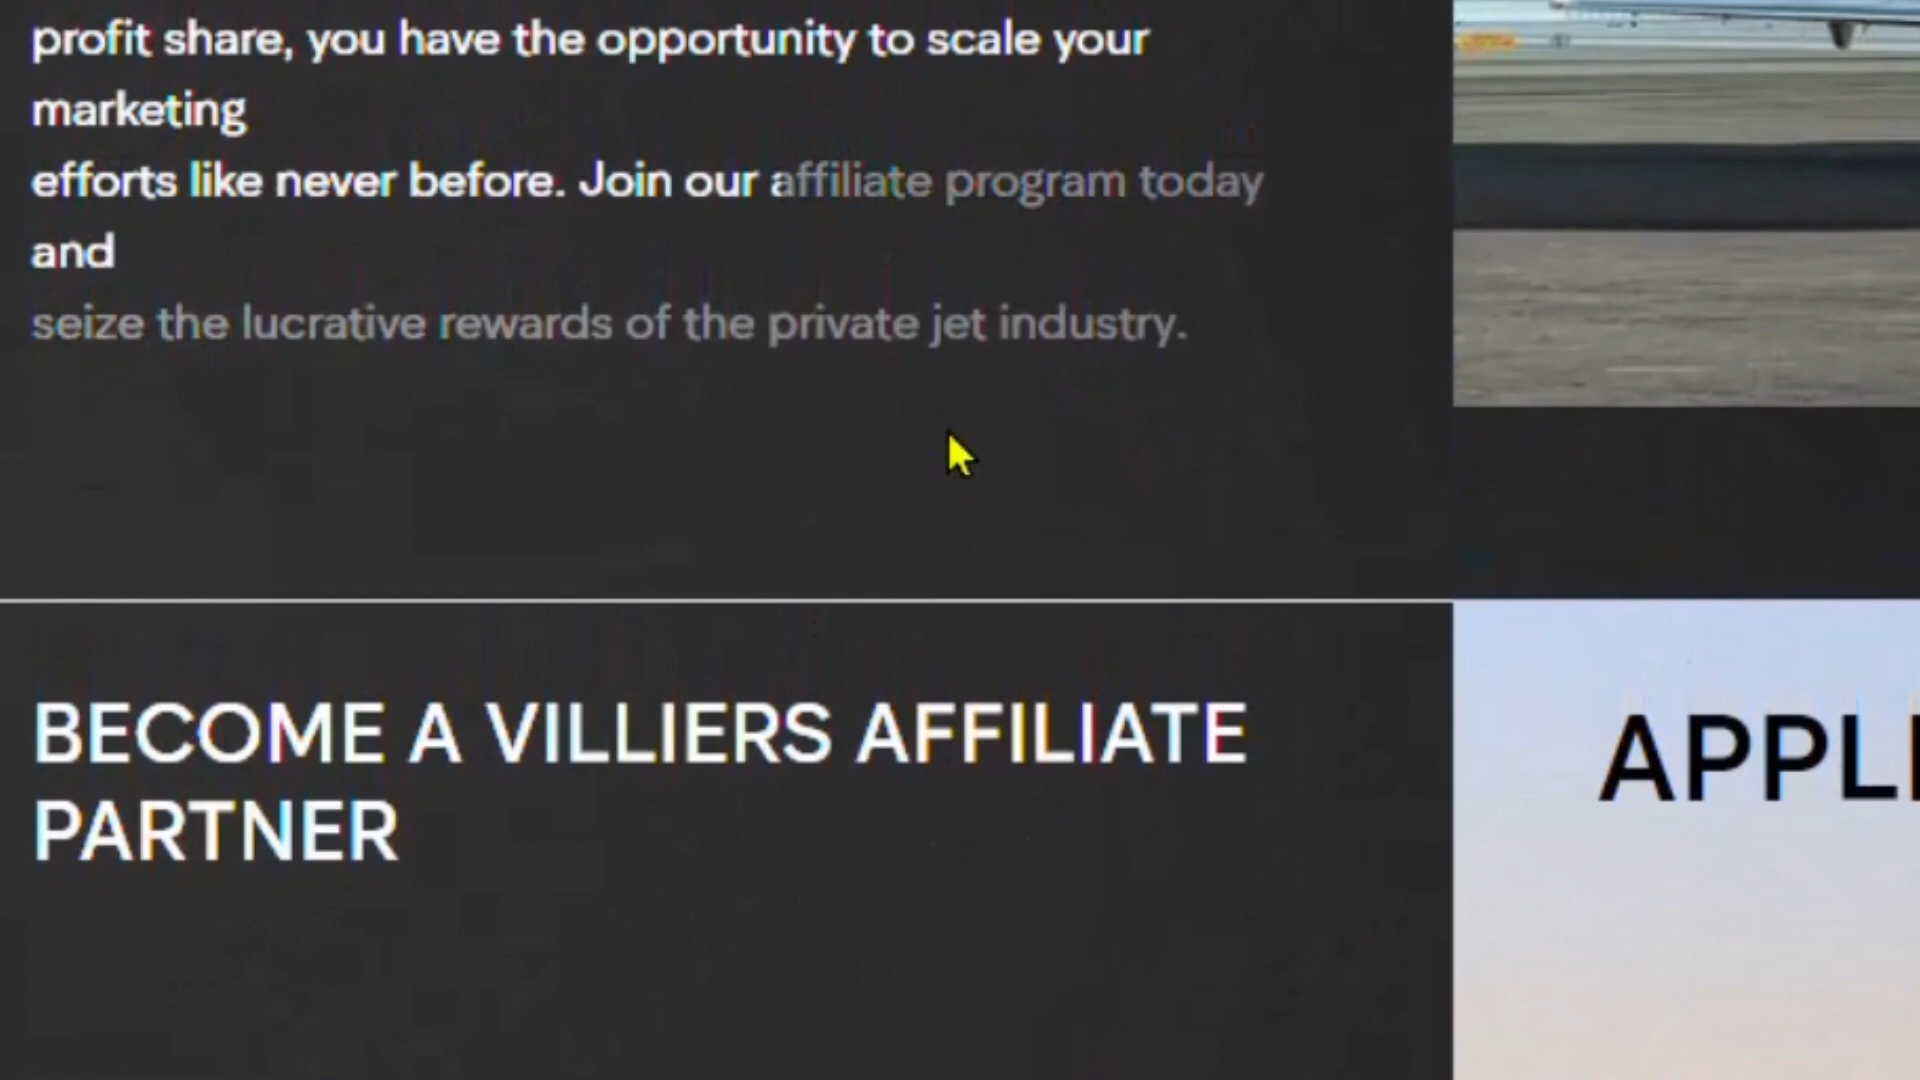 profit share, you have the opportunity to scale your
marketing
efforts like never before. Join our affiliate program today
and
seize the lucrative rewards of the private jet industry.
BECOME A VILLIERS AFFILIATE
PARTNER
APPL